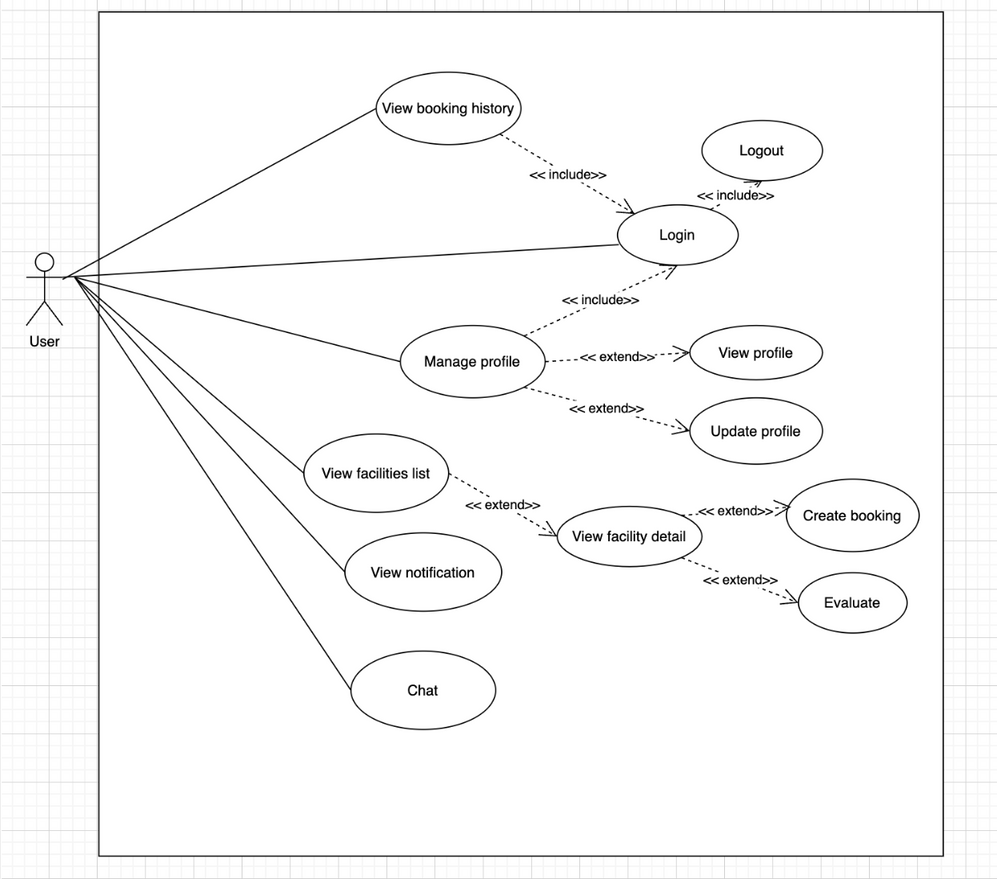 View booking history
Logout
<< include>>
<< include>>
Login
User
<< include>>
Manage profile
<< extend>>
View profile
<< extend>>
Update profile
View facilities list
<< extend>>
<< extend>>
Create booking
View facility detail
View notification
<< extend>>
Evaluate
Chat